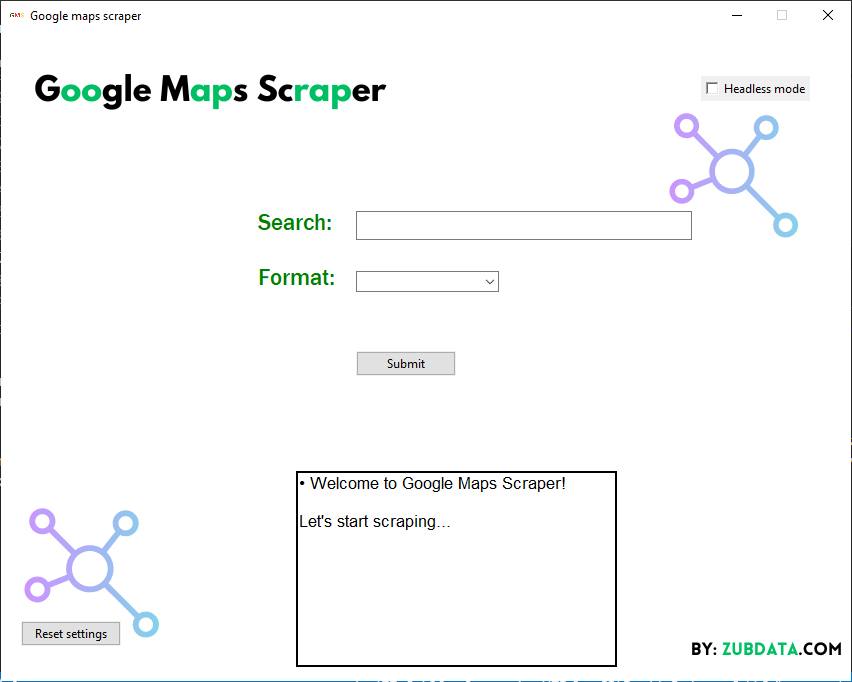 GMS Google maps scraper
Google Maps Scraper
Headless mode
Search:
Format:
Submit
• Welcome to Google Maps Scraper!
Let's start scraping...
Reset settings
BY: ZUBDATA.COM